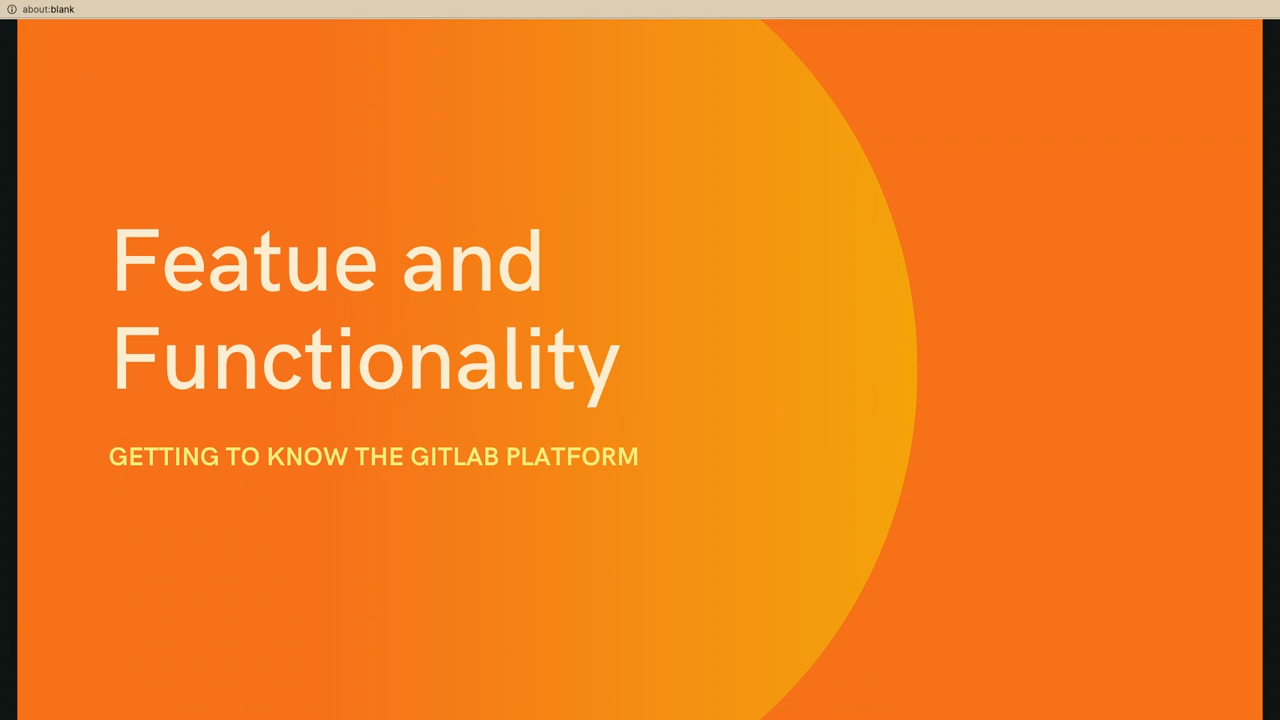 about:blank
Featue and
Functionality
GETTING TO KNOW THE GITLAB PLATFORM